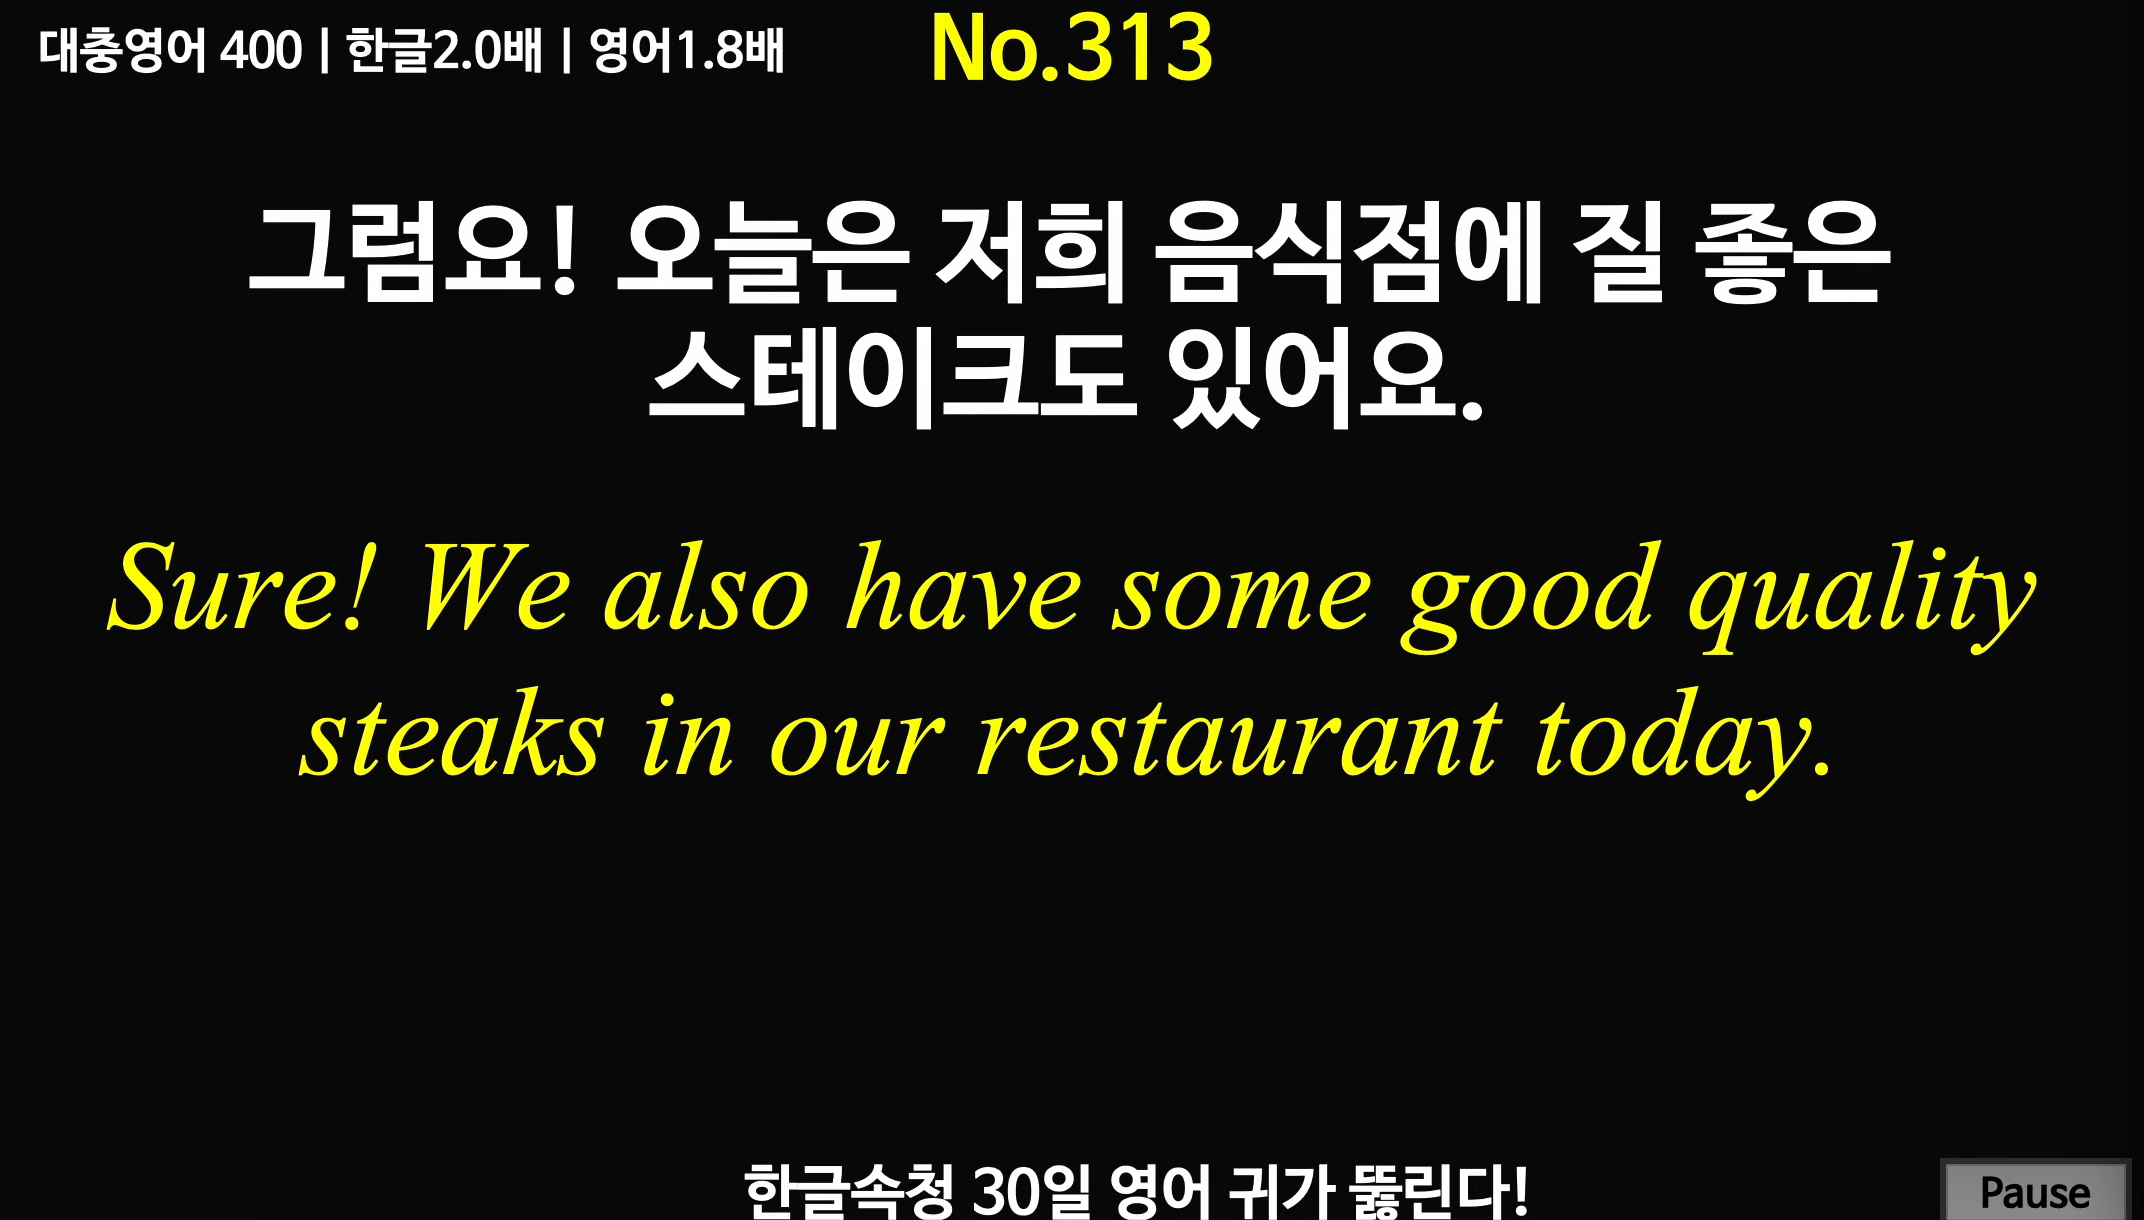 대충영어 400 | 한글2.0배 | 영어1.8배
No.313
그럼요! 오늘은 저희 음식점에 질 좋은
스테이크도 있어요.
Sure! We also have some good quality
steaks in our restaurant today.
한글속청 30일 영어 귀가 뚫린다!
Pause